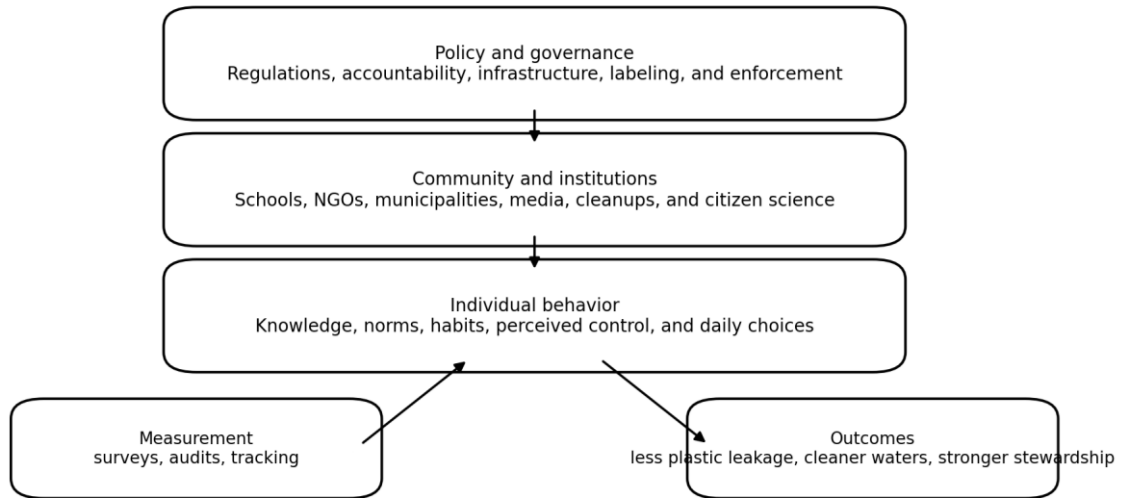 Policy and governance
Regulations, accountability, infrastructure, labeling, and enforcement
Community and institutions
Schools, NGOs, municipalities, media, cleanups, and citizen science
Individual behavior
Knowledge, norms, habits, perceived control, and daily choices
Measurement
surveys, audits, tracking
Outcomes
less plastic leakage, cleaner waters, stronger stewardship